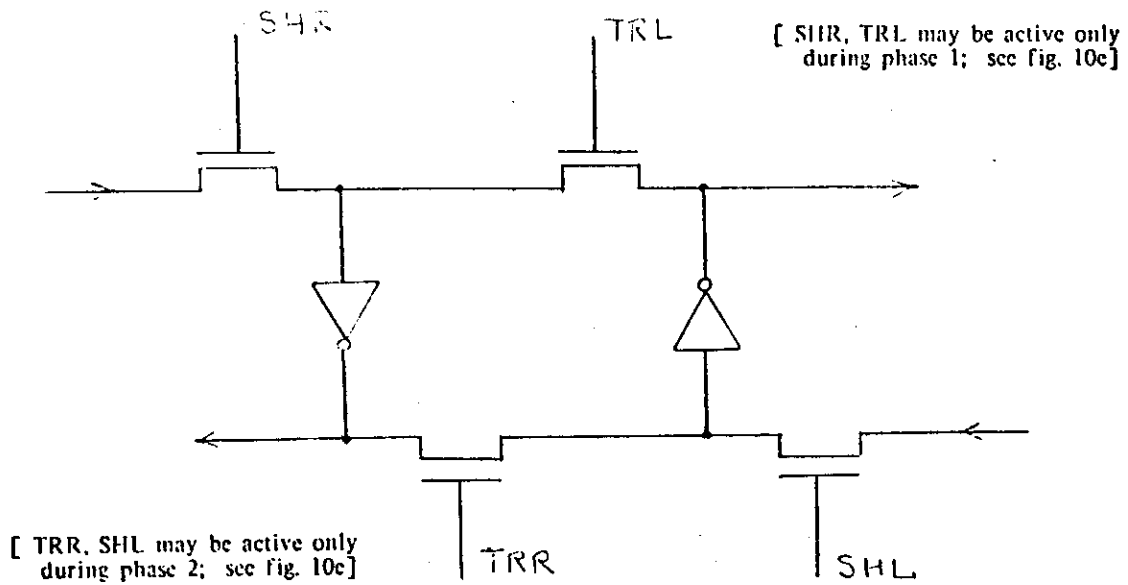 SHR
TRL
[ SHR, TRL may be active only
during phase 1; see fig. 10c]
[ TRR, SHL may be active only
during phase 2; see fig. 10c]
TRR
SHL